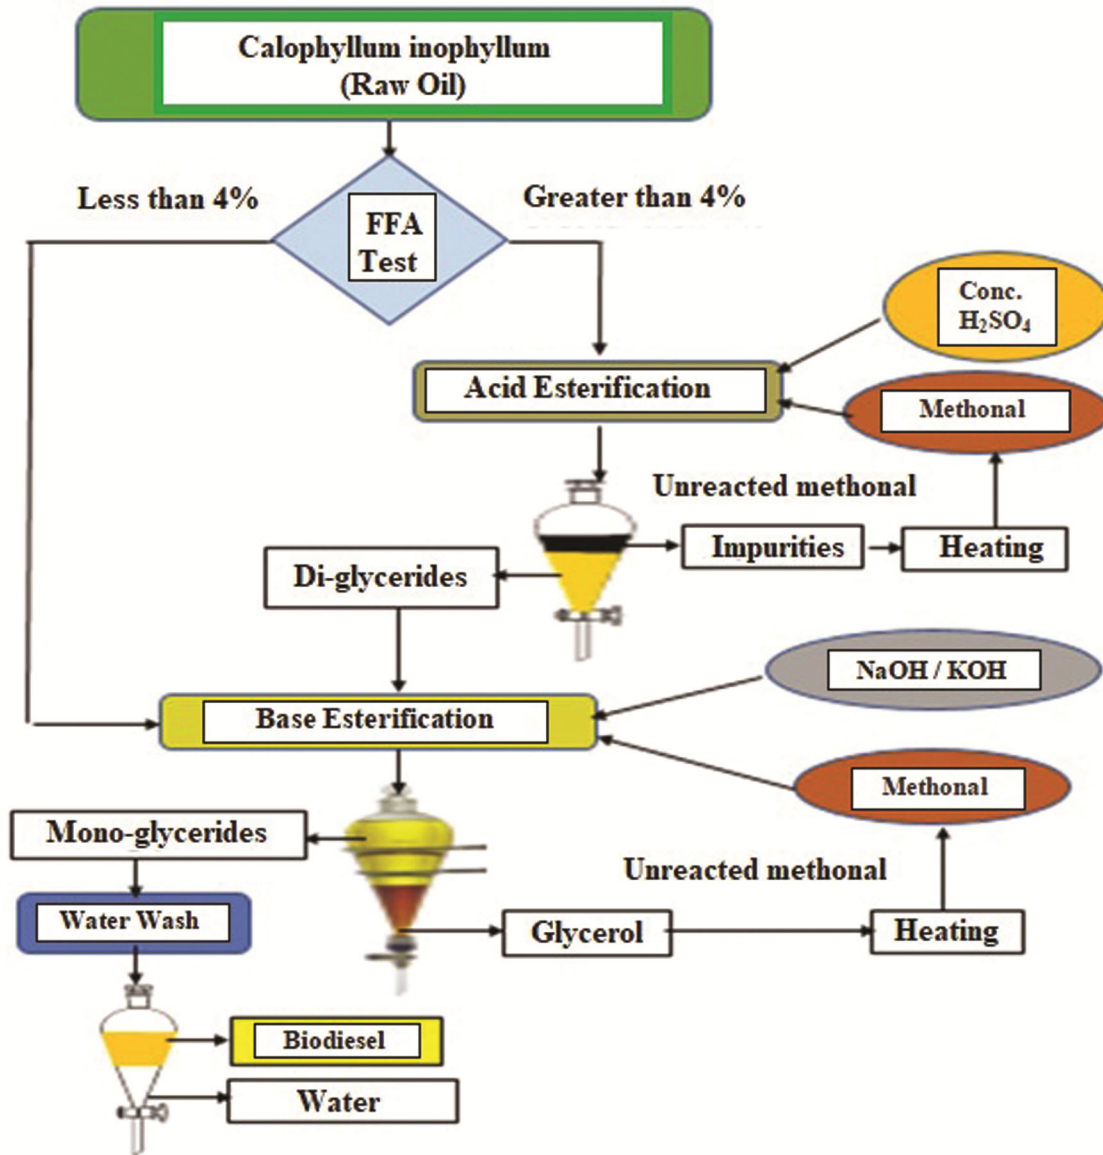 Calophyllum inophyllum
(Raw Oil)
Less than 4%
Greater than 4%
FFA
Test
Conc.
H₂SO₄
Acid Esterification
Methonal
Unreacted methonal
Impurities
Heating
Di-glycerides
NaOH / KOH
Base Esterification
Methonal
Mono-glycerides
Unreacted methonal
Water Wash
Glycerol
Heating
Biodiesel
Water